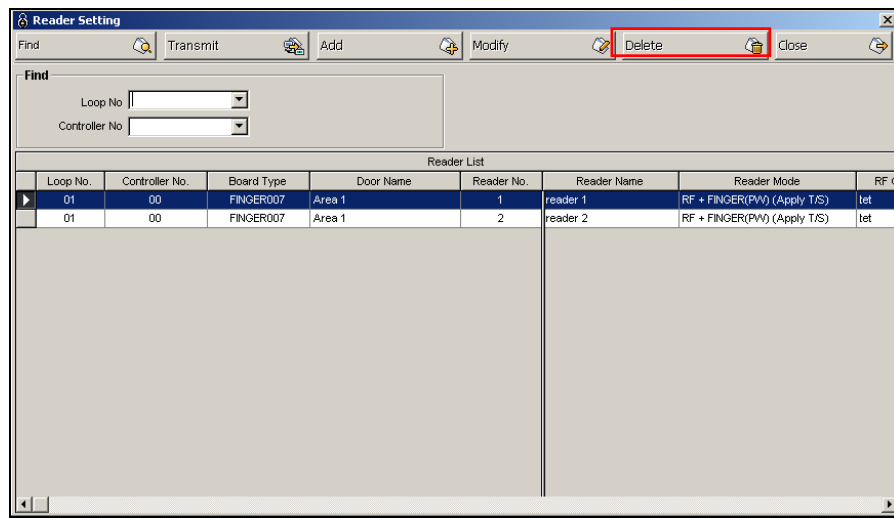 Reader Setting
Find Transmit Add Modify Delete Close
Find
Loop No
Controller No
Reader List
Loop No. Controller No. Board Type Door Name Reader No. Reader Name Reader Mode RF
01 00 FINGER007 Area 1 1 reader 1 RF + FINGER(PW) (Apply T/S) tet
01 00 FINGER007 Area 1 2 reader 2 RF + FINGER(PW) (Apply T/S) tet